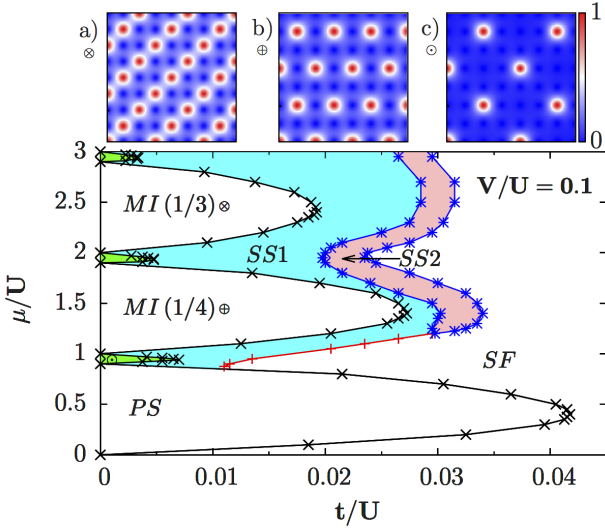 a) ⊗
b) ⊕
c) ⊙
1
0
V/U = 0.1
MI (1/3) ⊗
SS1
SS2
MI (1/4) ⊕
SF
⊙
PS
μ/U
3
2.5
2
1.5
1
0.5
0
0
0.01
0.02
0.03
0.04
t/U